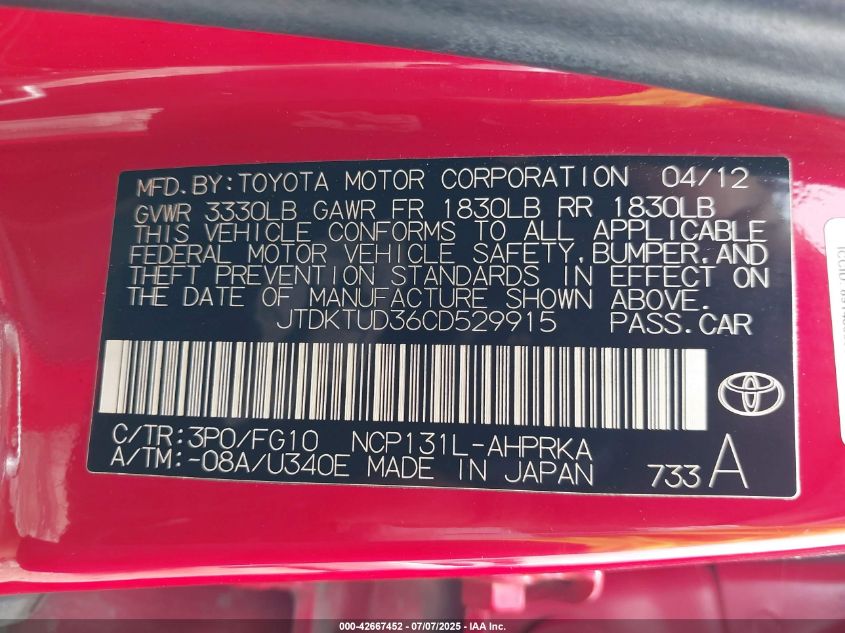 MFD.BY:TOYOTA MOTOR CORPORATION 04/12
GVWR 3330LB GAWR FR 1830LB RR 1830LB
THIS VEHICLE CONFORMS TO ALL APPLICABLE
FEDERAL MOTOR VEHICLE SAFETY,BUMPER,AND
THEFT PREVENTION STANDARDS IN EFFECT ON
THE DATE OF MANUFACTURE SHOWN ABOVE.
JTDKTUD36CD529915 PASS.CAR
C/TR:3P0/FG10 NCP131L-AHPRKA
A/TM:-08A/U340E MADE IN JAPAN 733A
000-42667452 - 07/07/2025 - IAA Inc.